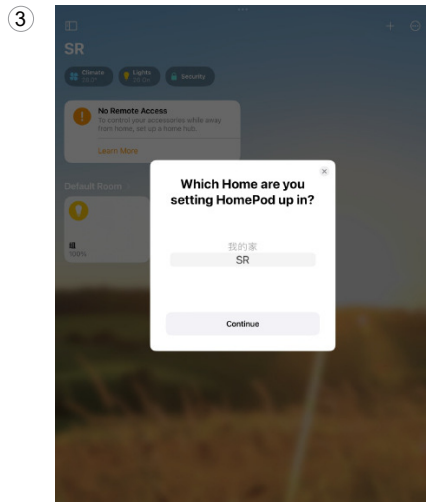 ③
SR
Climate
Lights
Security
No Remote Access
To control your accessories while away
from home, set up a home hub.
Learn More
Default Room
100%
Which Home are you
setting HomePod up in?
我的家
SR
Continue